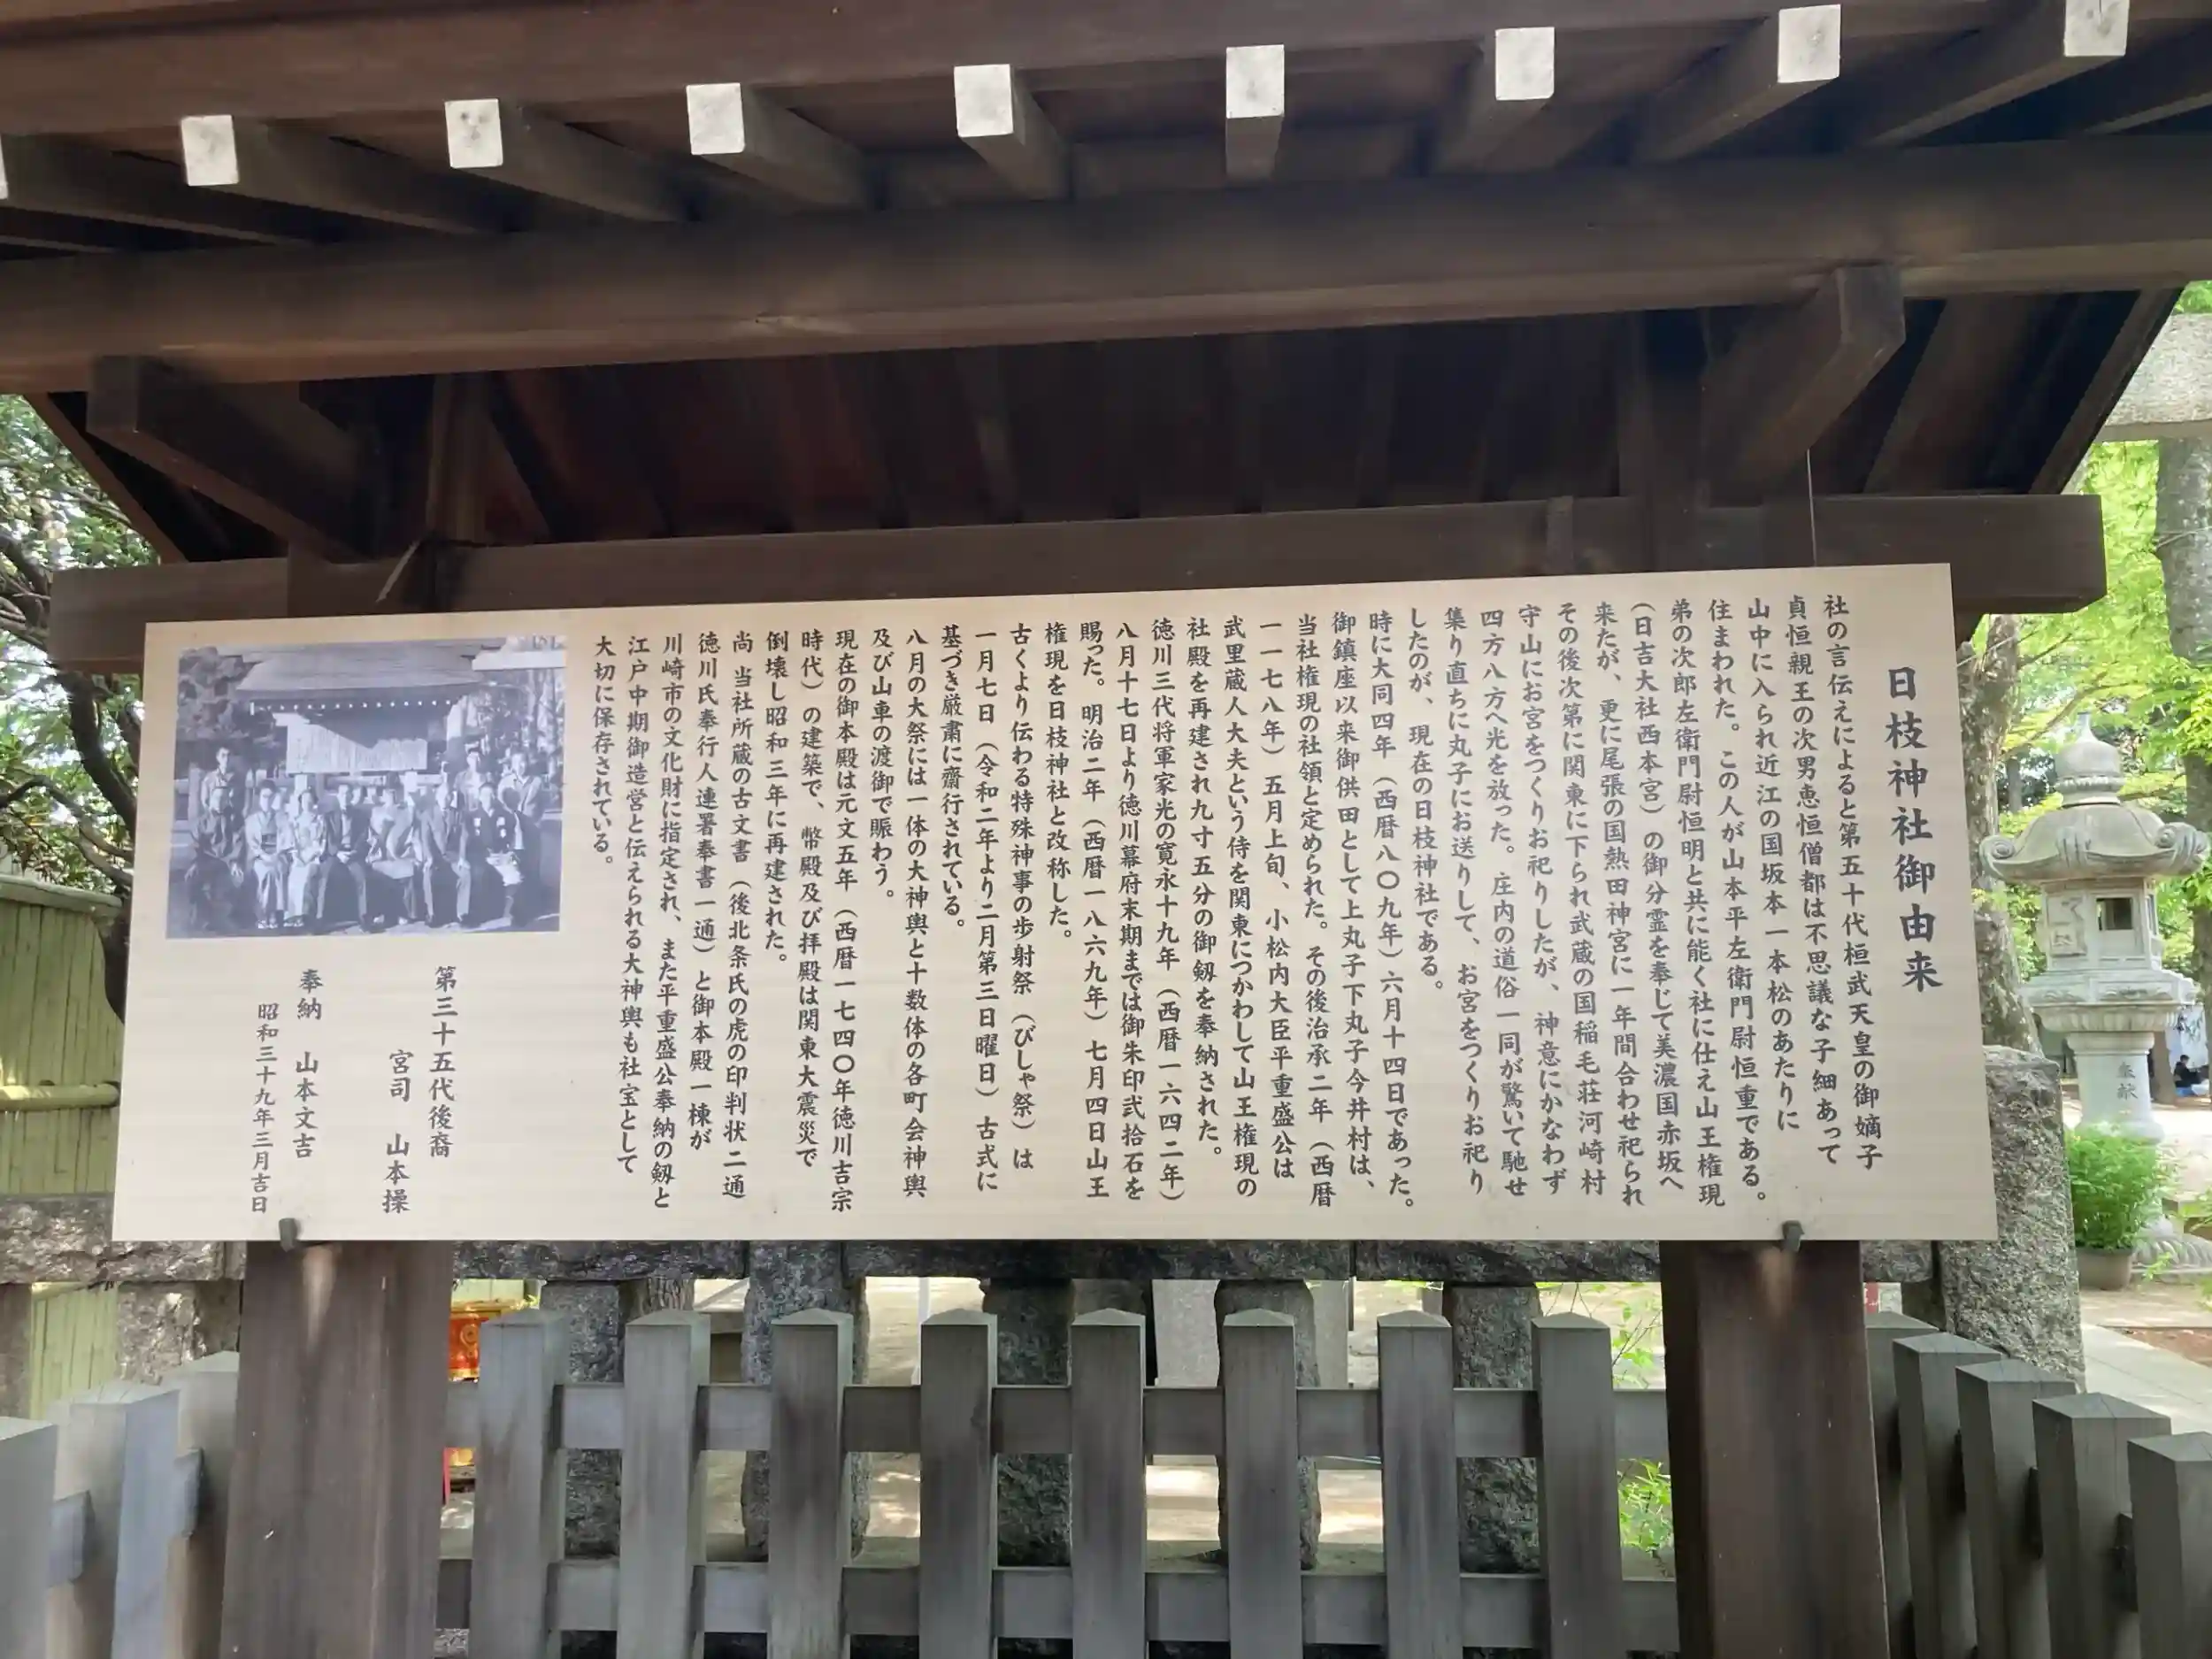 日枝神社御由来
社の言伝えによると第五十代桓武天皇の御嫡子
貞恒親王の次男恵恒僧都は不思議な子細あって
山中に入られ近江の国坂本一本松のあたりに
住まわれた。この人が山本平左衛門尉恒重である。
弟の次郎左衛門尉恒明と共に能く社に仕え山王権現
（日吉大社西本宮）の御分霊を奉じて美濃国赤坂へ
来たが、更に尾張の国熱田神宮に一年間合わせ祀られ
その後次第に関東に下られ武蔵の国稲毛荘河崎村
守山にお宮をつくりお祀りしたが、神意にかなわず
四方八方へ光を放った。庄内の道俗一同が驚いて馳せ
集り直ちに丸子にお送りして、お宮をつくりお祀り
したのが、現在の日枝神社である。
時に大同四年（西暦八〇九年）六月十四日であった。
御鎮座以来御供田として上丸子下丸子今井村は、
当社権現の社領と定められた。その後治承二年（西暦
一一七八年）五月上旬、小松内大臣平重盛公は
武里蔵人大夫という侍を関東につかわして山王権現の
社殿を再建され九寸五分の御剱を奉納された。
徳川三代将軍家光の寛永十九年（西暦一六四二年）
八月十七日より徳川幕府末期までは御朱印弐拾石を
賜った。明治二年（西暦一八六九年）七月四日山王
権現を日枝神社と改称した。
古くより伝わる特殊神事の歩射祭（びしゃ祭）は
一月七日（令和二年より二月第三日曜日）古式に
基づき厳粛に齋行されている。
八月の大祭には一体の大神輿と十数体の各町会神輿
及び山車の渡御で賑わう。
現在の御本殿は元文五年（西暦一七四〇年徳川吉宗
時代）の建築で、幣殿及び拝殿は関東大震災で
倒壊し昭和三年に再建された。
尚 当社所蔵の古文書（後北条氏の虎の印判状二通
徳川氏奉行人連署奉書一通）と御本殿一棟が
川崎市の文化財に指定され、また平重盛公奉納の剱と
江戸中期御造営と伝えられる大神輿も社宝として
大切に保存されている。
第三十五代後裔
宮司 山本操
奉納 山本文吉
昭和三十九年三月吉日
奉献